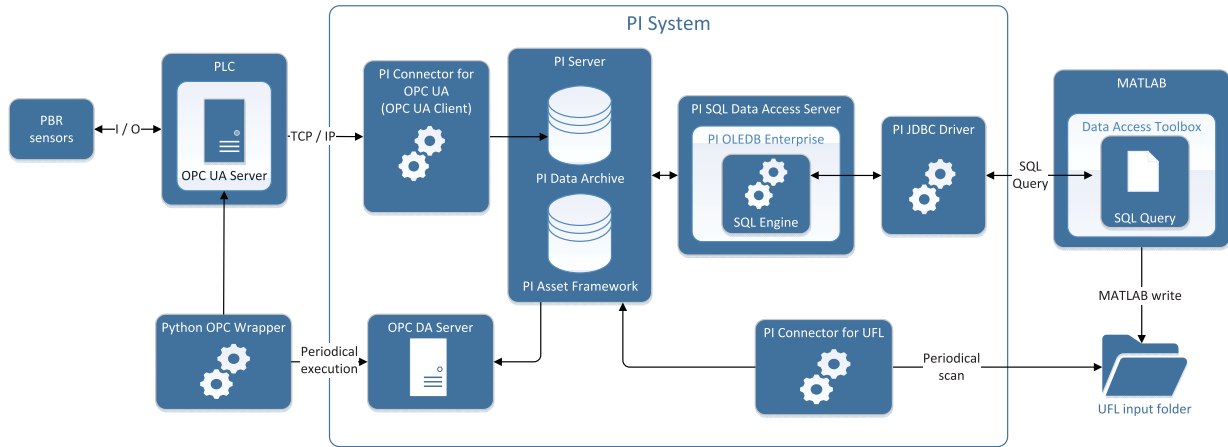 PI System
PBR
sensors
I / O
PLC
OPC UA Server
TCP / IP
PI Connector for
OPC UA
(OPC UA Client)
PI Server
PI Data Archive
PI Asset Framework
PI SQL Data Access Server
PI OLEDB Enterprise
SQL Engine
PI JDBC Driver
SQL
Query
MATLAB
Data Access Toolbox
SQL Query
MATLAB write
Python OPC Wrapper
Periodical
execution
OPC DA Server
PI Connector for UFL
Periodical
scan
UFL input folder